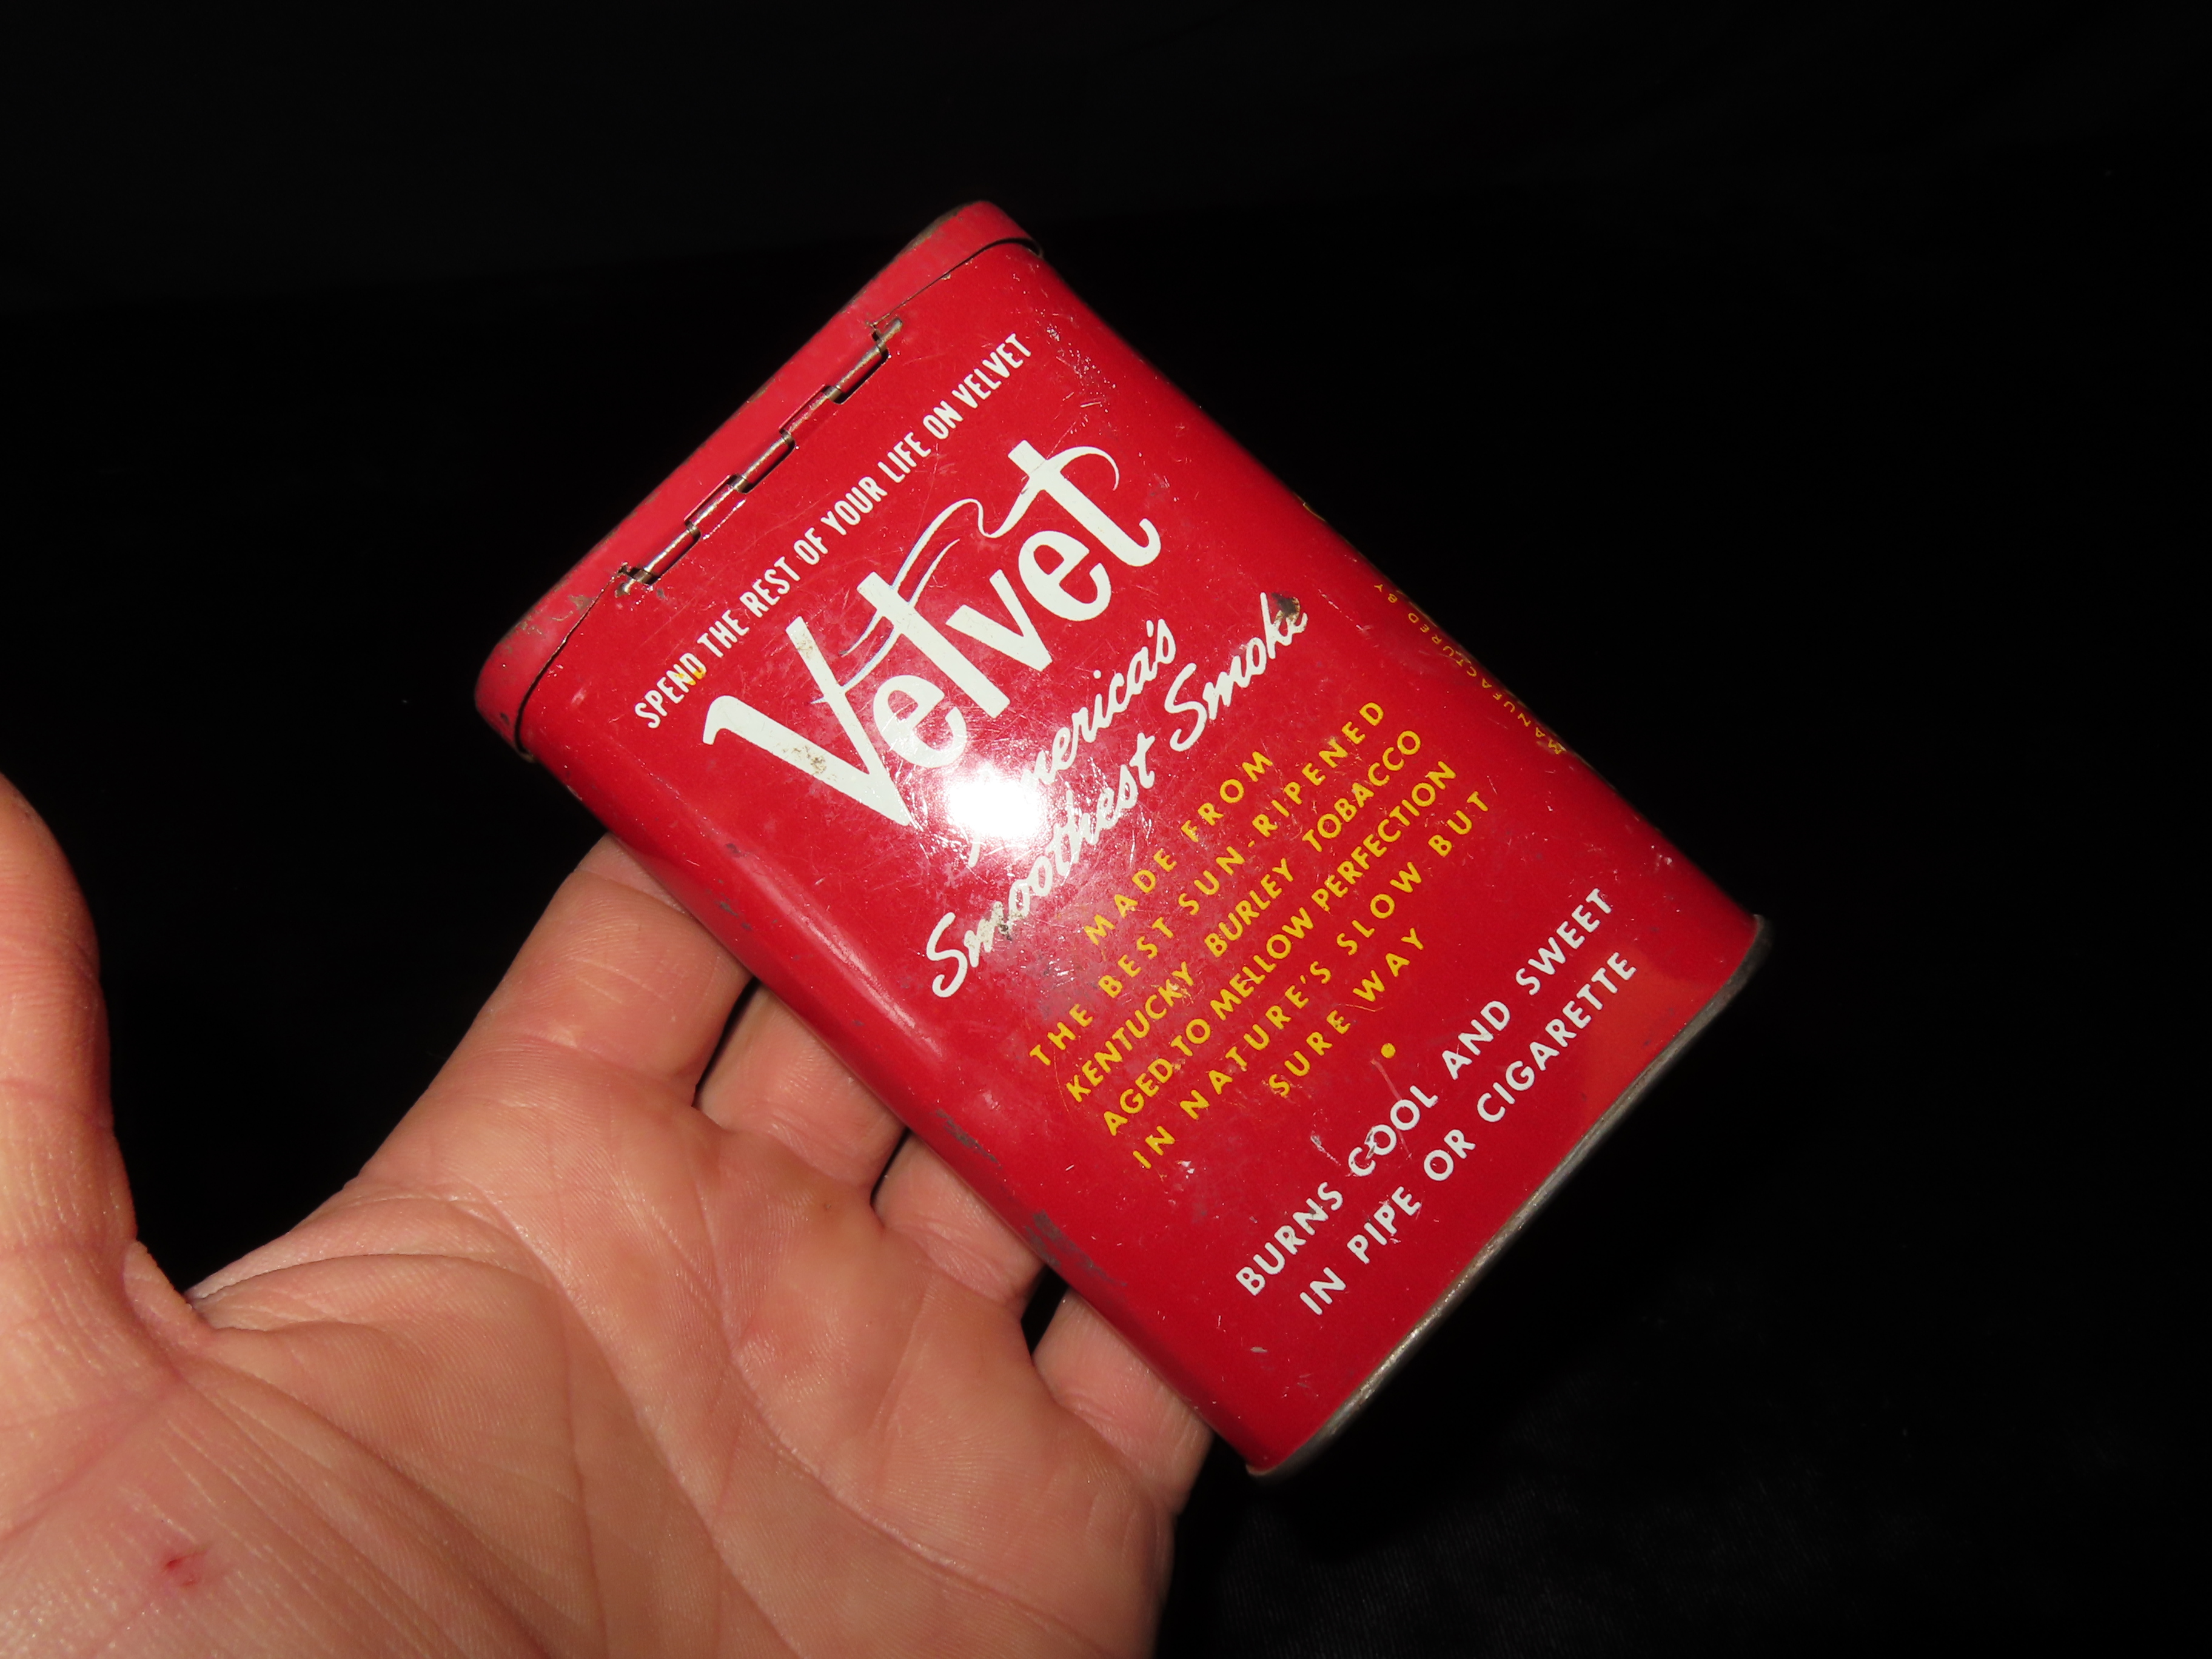 SPEND THE REST OF YOUR LIFE ON VELVET
Velvet
America's
Smoothest Smoke
MADE FROM
THE BEST SUN-RIPENED
KENTUCKY BURLEY TOBACCO
AGED TO MELLOW PERFECTION
IN NATURE'S SLOW BUT
SURE WAY
•
BURNS COOL AND SWEET
IN PIPE OR CIGARETTE
MANUFACTURED BY